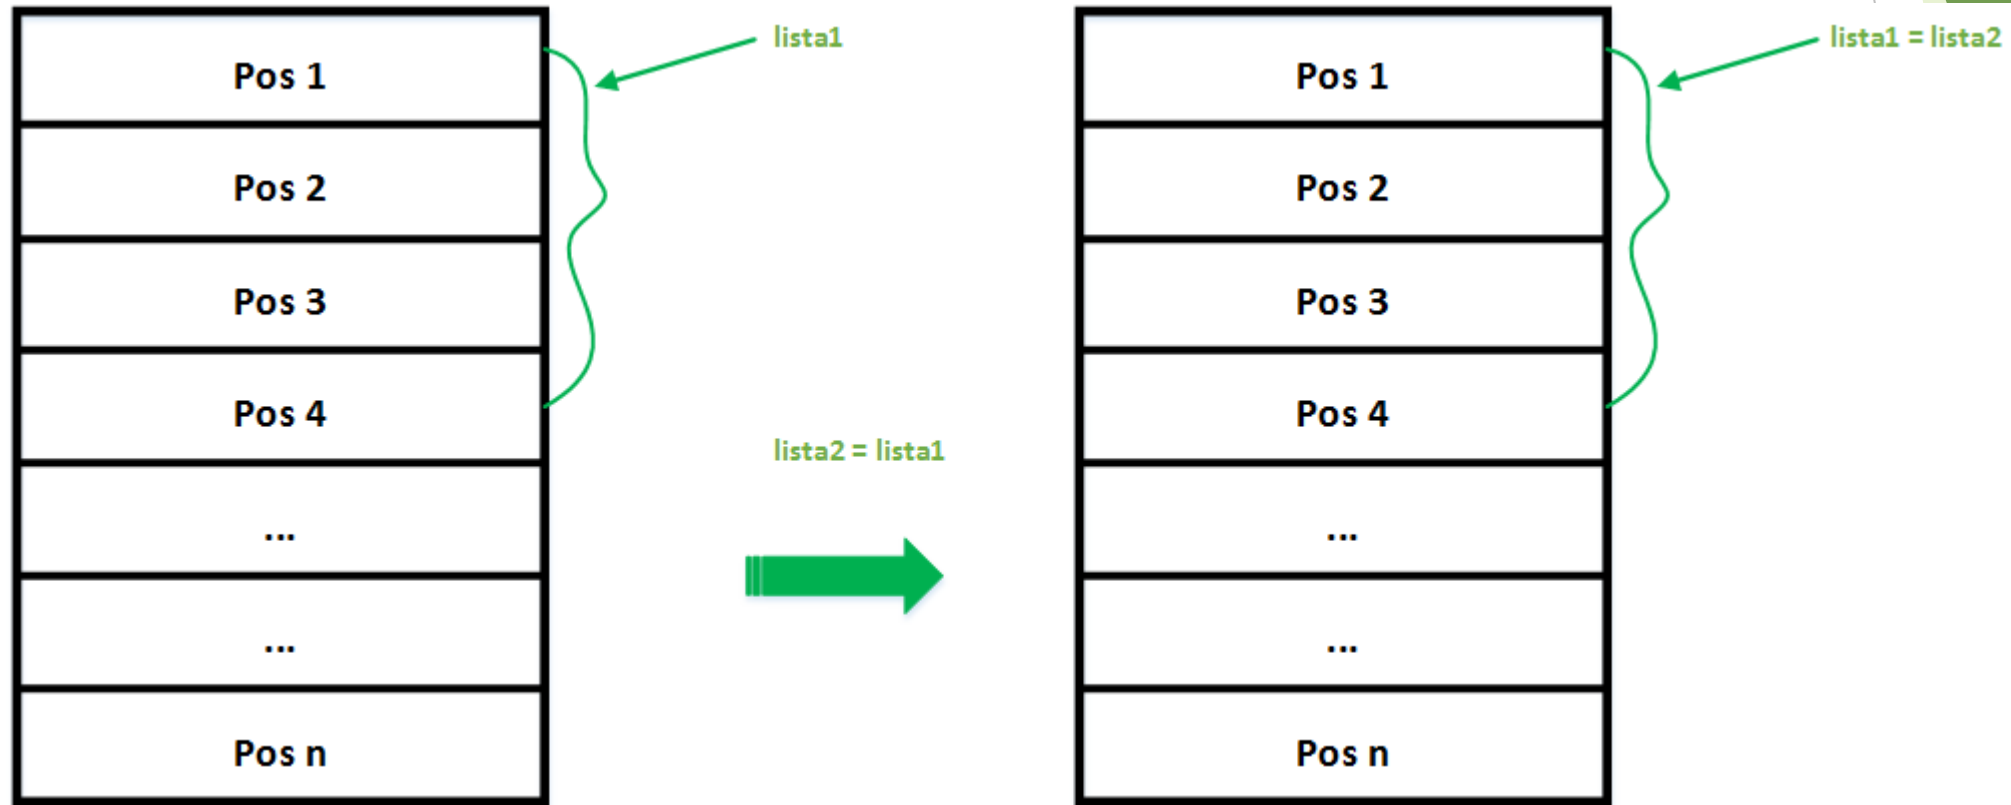 Pos 1
Pos 2
Pos 3
Pos 4
...
...
Pos n
lista1
lista2 = lista1
Pos 1
Pos 2
Pos 3
Pos 4
...
...
Pos n
lista1 = lista2